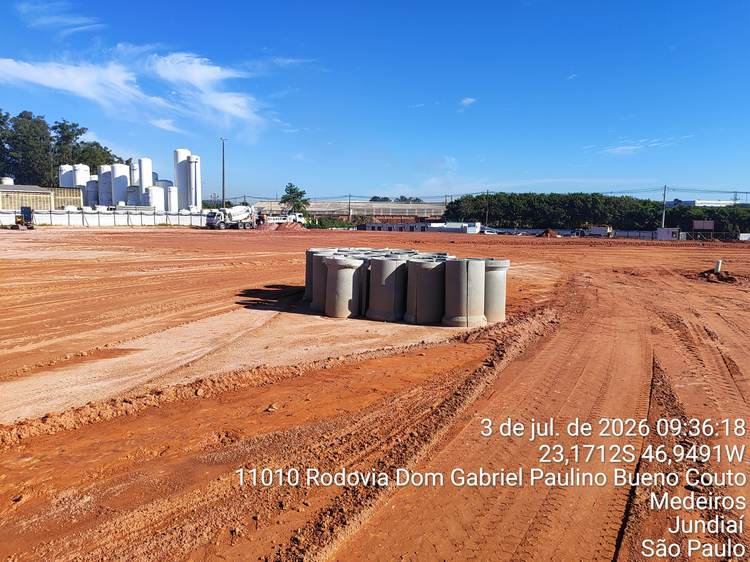 3 de jul. de 2026 09:36:18
23,1712S 46,9491W
11010 Rodovia Dom Gabriel Paulino Bueno Couto
Medeiros
Jundiaí
São Paulo